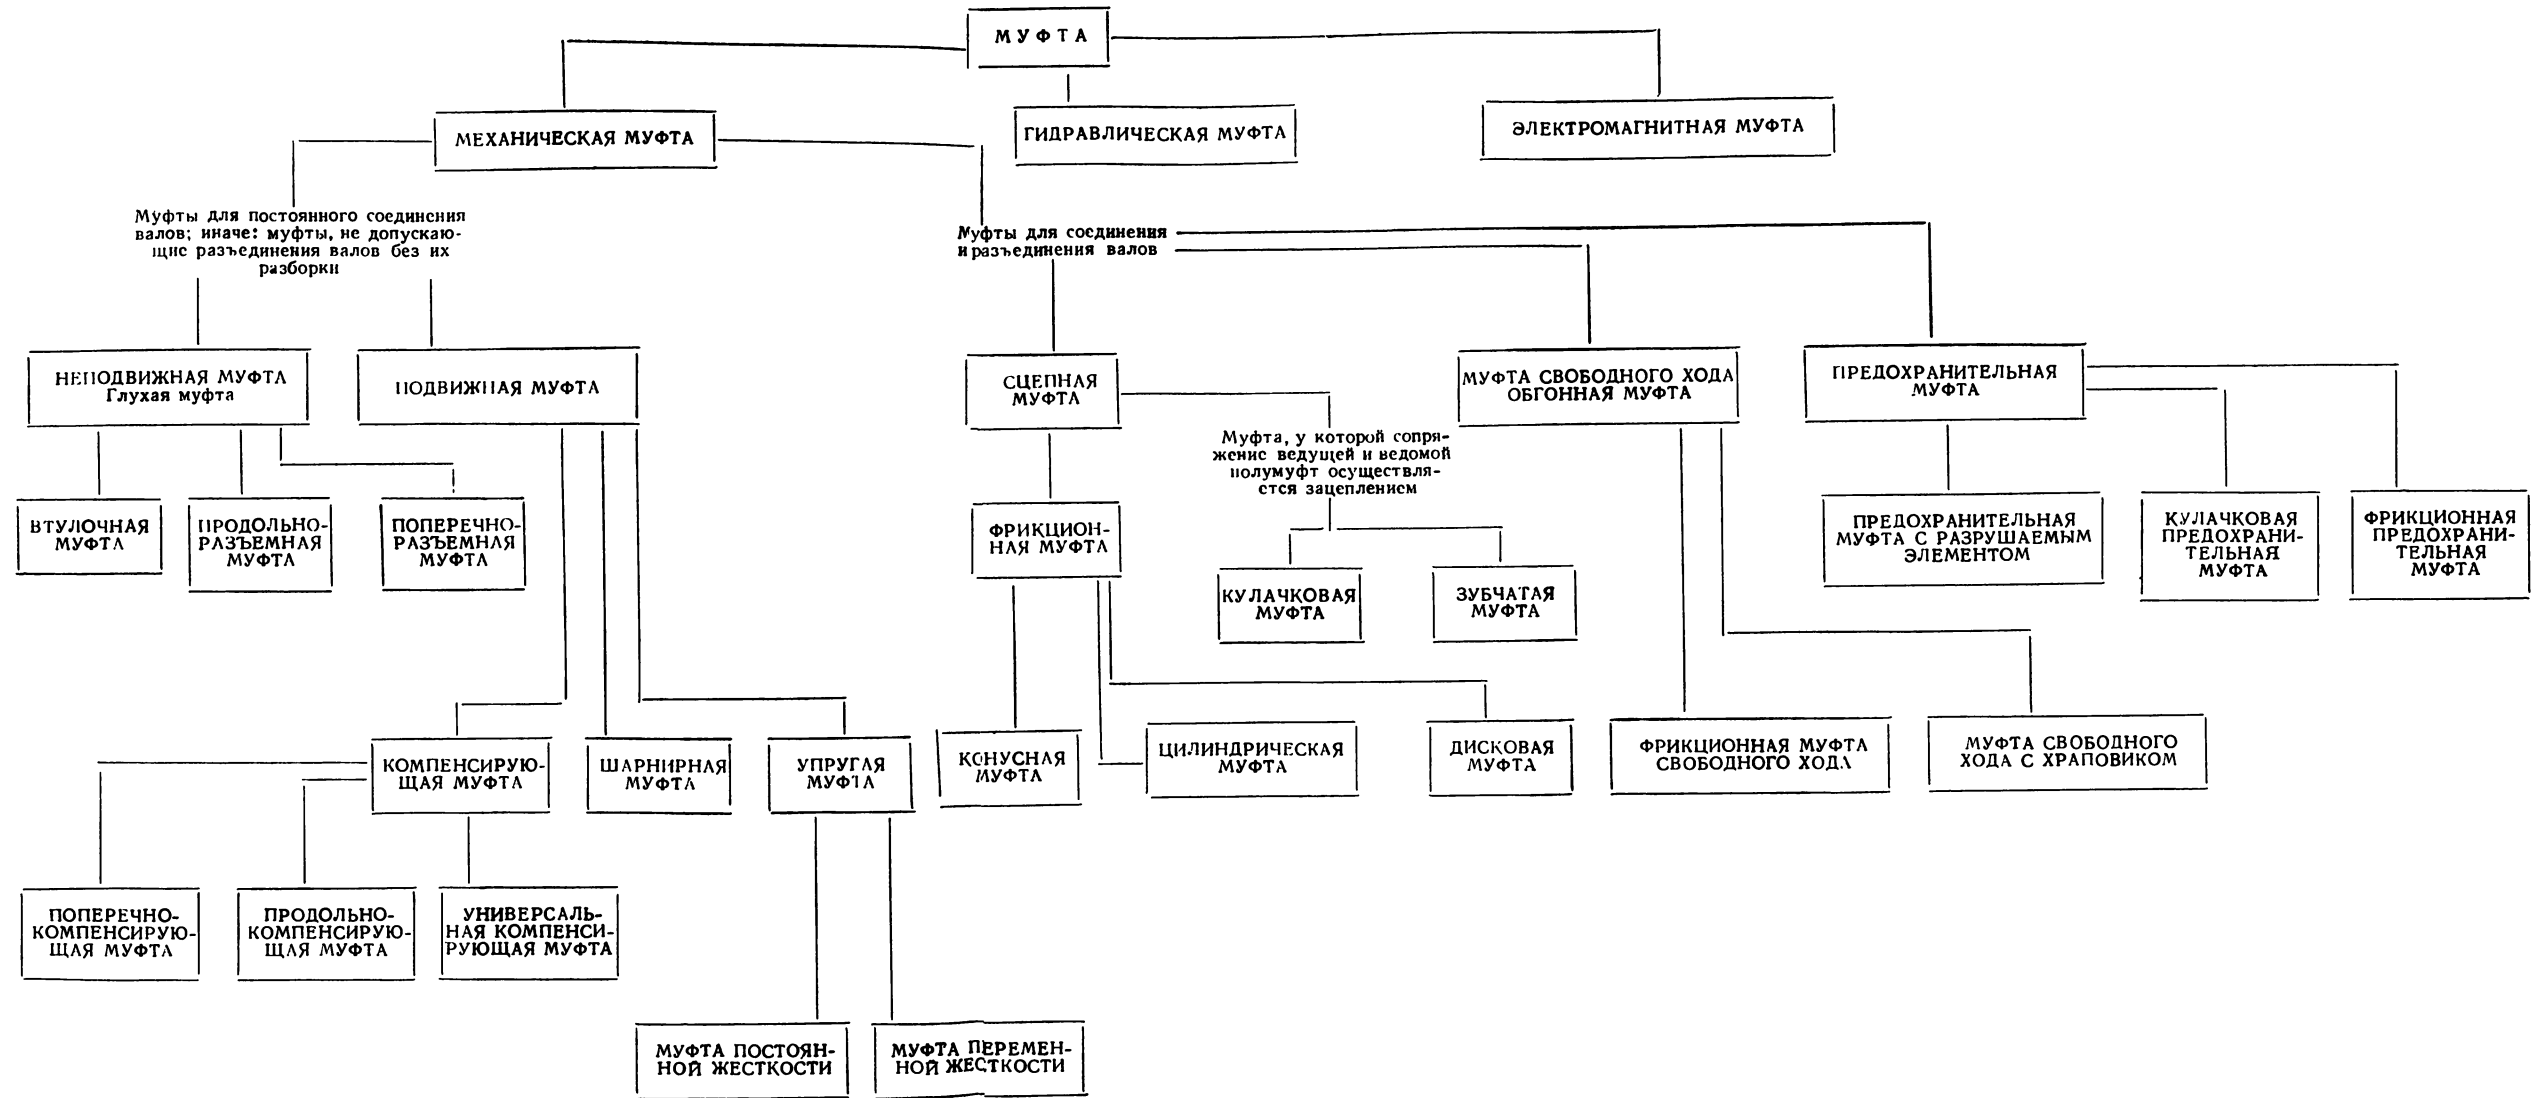 МУФТА
МЕХАНИЧЕСКАЯ МУФТА
ГИДРАВЛИЧЕСКАЯ МУФТА
ЭЛЕКТРОМАГНИТНАЯ МУФТА
Муфты для постоянного соединения
валов; иначе: муфты, не допускаю-
щие разъединения валов без их
разборки
Муфты для соединения
и разъединения валов
НЕПОДВИЖНАЯ МУФТА
Глухая муфта
ПОДВИЖНАЯ МУФТА
СЦЕПНАЯ
МУФТА
МУФТА СВОБОДНОГО ХОДА
ОБГОННАЯ МУФТА
ПРЕДОХРАНИТЕЛЬНАЯ
МУФТА
Муфта, у которой сопря-
жение ведущей и ведомой
полумуфт осуществля-
ется зацеплением
ВТУЛОЧНАЯ
МУФТА
ПРОДОЛЬНО-
РАЗЪЕМНАЯ
МУФТА
ПОПЕРЕЧНО-
РАЗЪЕМНАЯ
МУФТА
ФРИКЦИОН-
НАЯ МУФТА
КУЛАЧКОВАЯ
МУФТА
ЗУБЧАТАЯ
МУФТА
ПРЕДОХРАНИТЕЛЬНАЯ
МУФТА С РАЗРУШАЕМЫМ
ЭЛЕМЕНТОМ
КУЛАЧКОВАЯ
ПРЕДОХРАНИ-
ТЕЛЬНАЯ
МУФТА
ФРИКЦИОННАЯ
ПРЕДОХРАНИ-
ТЕЛЬНАЯ
МУФТА
КОМПЕНСИРУЮ-
ЩАЯ МУФТА
ШАРНИРНАЯ
МУФТА
УПРУГАЯ
МУФТА
КОНУСНАЯ
МУФТА
ЦИЛИНДРИЧЕСКАЯ
МУФТА
ДИСКОВАЯ
МУФТА
ФРИКЦИОННАЯ МУФТА
СВОБОДНОГО ХОДА
МУФТА СВОБОДНОГО
ХОДА С ХРАПОВИКОМ
ПОПЕРЕЧНО-
КОМПЕНСИРУЮ-
ЩАЯ МУФТА
ПРОДОЛЬНО-
КОМПЕНСИРУЮ-
ЩАЯ МУФТА
УНИВЕРСАЛЬ-
НАЯ КОМПЕНСИ-
РУЮЩАЯ МУФТА
МУФТА ПОСТОЯН-
НОЙ ЖЕСТКОСТИ
МУФТА ПЕРЕМЕН-
НОЙ ЖЕСТКОСТИ